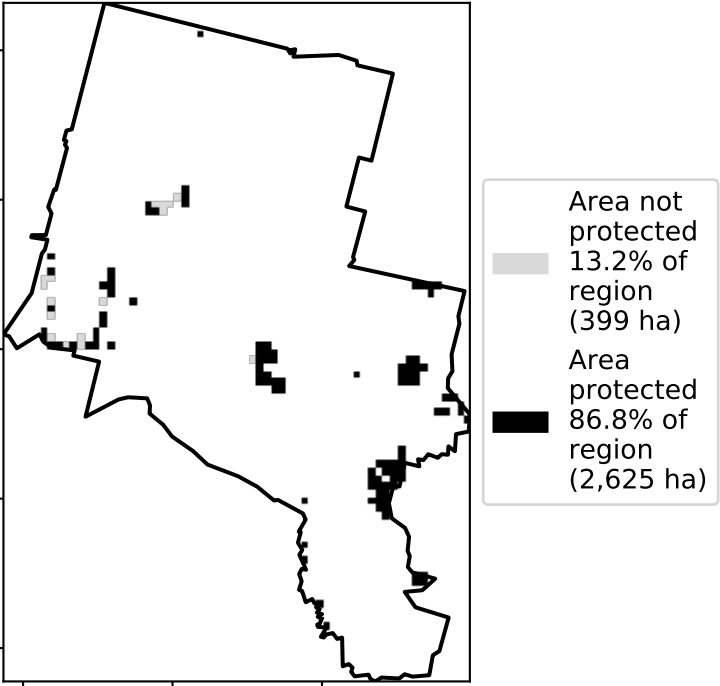 Area not
protected
13.2% of
region
(399 ha)
Area
protected
86.8% of
region
(2,625 ha)